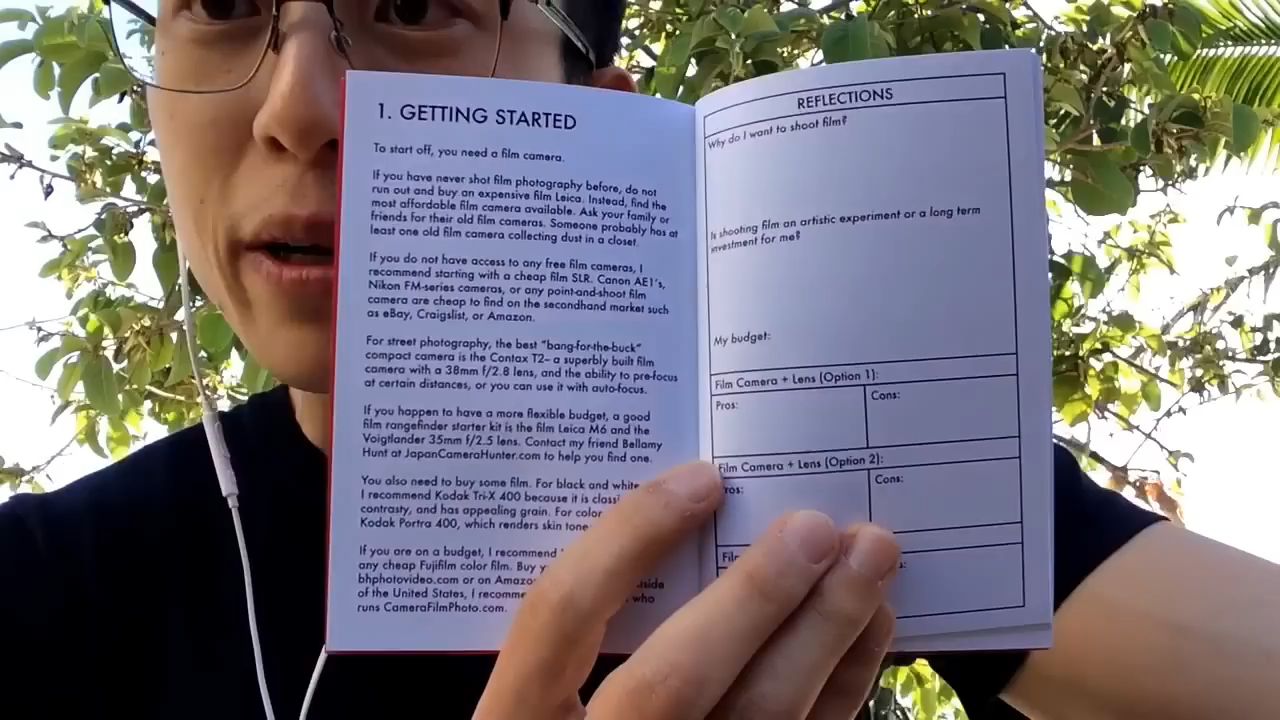 1. GETTING STARTED
To start off, you need a film camera.
If you have never shot film photography before, do not
run out and buy an expensive film Leica. Instead, find the
most affordable film camera available. Ask your family or
friends for their old film cameras. Someone probably has at
least one old film camera collecting dust in a closet.
If you do not have access to any free film cameras, I
recommend starting with a cheap film SLR. Canon AE1's,
Nikon FM-series cameras, or any point-and-shoot film
camera are cheap to find on the secondhand market such
as eBay, Craigslist, or Amazon.
For street photography, the best "bang-for-the-buck"
compact camera is the Contax T2– a superbly built film
camera with a 38mm f/2.8 lens, and the ability to pre-focus
at certain distances, or you can use it with auto-focus.
If you happen to have a more flexible budget, a good
film rangefinder starter kit is the film Leica M6 and the
Voigtlander 35mm f/2.5 lens. Contact my friend Bellamy
Hunt at JapanCameraHunter.com to help you find one.
You also need to buy some film. For black and white
I recommend Kodak Tri-X 400 because it is
contrasty, and has appealing grain. For color
Kodak Portra 400, which renders skin tone
If you are on a budget, I recommend
any cheap Fujifilm color film. Buy
bhphotovideo.com or on
of the United States, I who
runs CameraFilmPhoto.com.
REFLECTIONS
Why do I want to shoot film?
Is shooting film an artistic experiment or a long term
investment for me?
My budget:
Film Camera + Lens (Option 1):
Pros: Cons:
Film Camera + Lens (Option 2):
Cons: